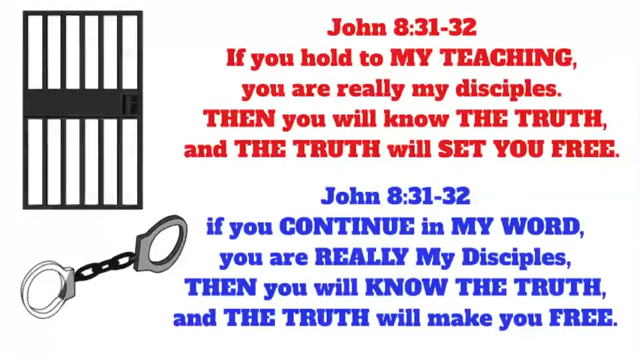 John 8:31-32
If you hold to MY TEACHING,
you are really my disciples.
THEN you will know THE TRUTH,
and THE TRUTH will SET YOU FREE.
John 8:31-32
if you CONTINUE in MY WORD,
you are REALLY My Disciples,
THEN you will KNOW THE TRUTH,
and THE TRUTH will make you FREE.